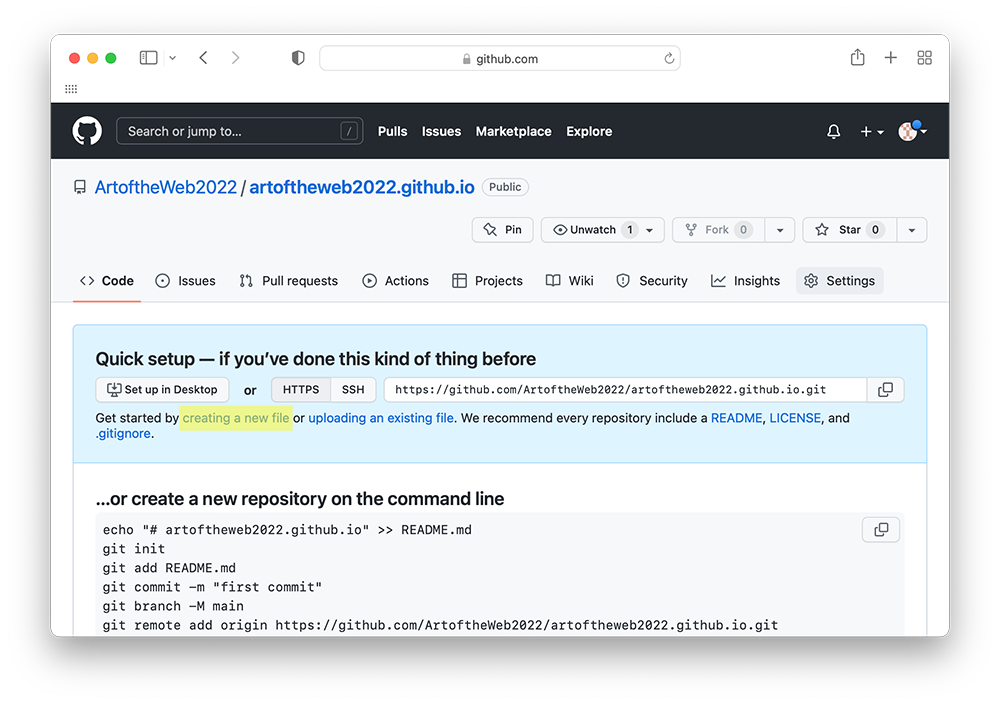 github.com
Search or jump to... /
Pulls Issues Marketplace Explore
ArtoftheWeb2022 / artoftheweb2022.github.io Public
Pin Unwatch 1 Fork 0 Star 0
Code Issues Pull requests Actions Projects Wiki Security Insights Settings
Quick setup — if you’ve done this kind of thing before
Set up in Desktop or HTTPS SSH https://github.com/ArtoftheWeb2022/artoftheweb2022.github.io.git
Get started by creating a new file or uploading an existing file. We recommend every repository include a README, LICENSE, and
.gitignore.
…or create a new repository on the command line
echo "# artoftheweb2022.github.io" >> README.md
git init
git add README.md
git commit -m "first commit"
git branch -M main
git remote add origin https://github.com/ArtoftheWeb2022/artoftheweb2022.github.io.git